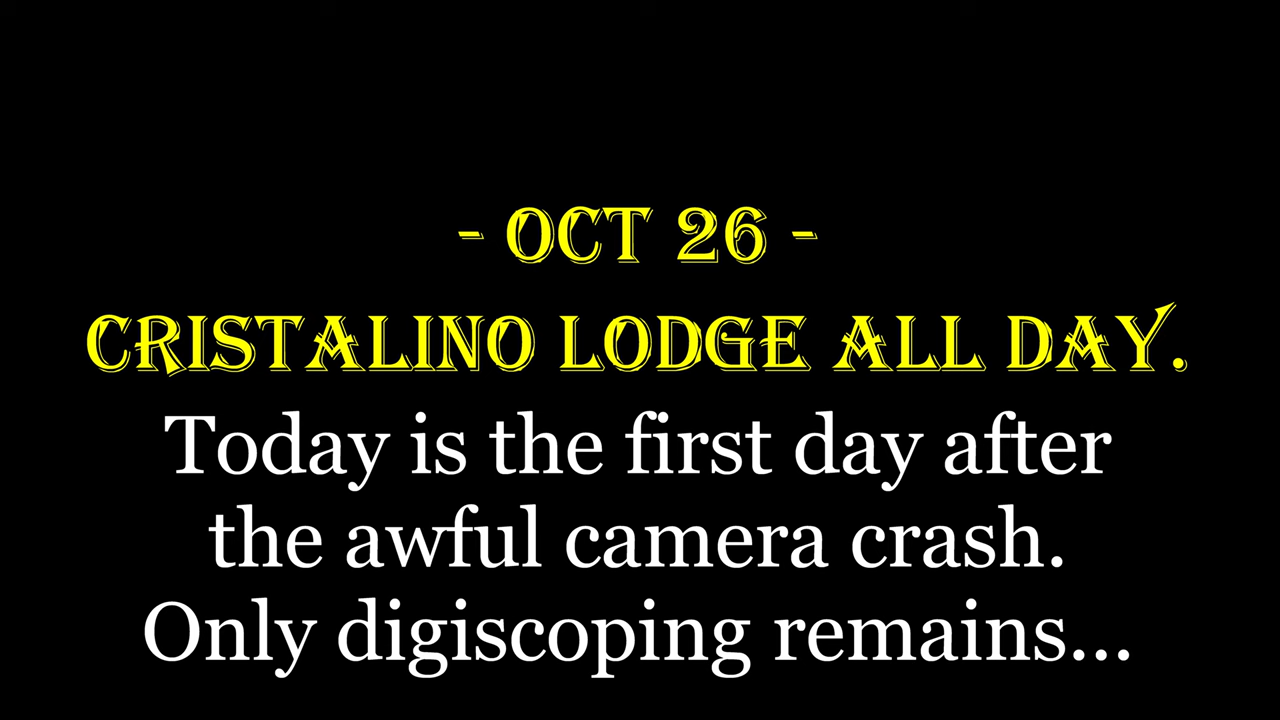 - OCT 26 -
CRISTALINO LODGE ALL DAY.
Today is the first day after
the awful camera crash.
Only digiscoping remains...